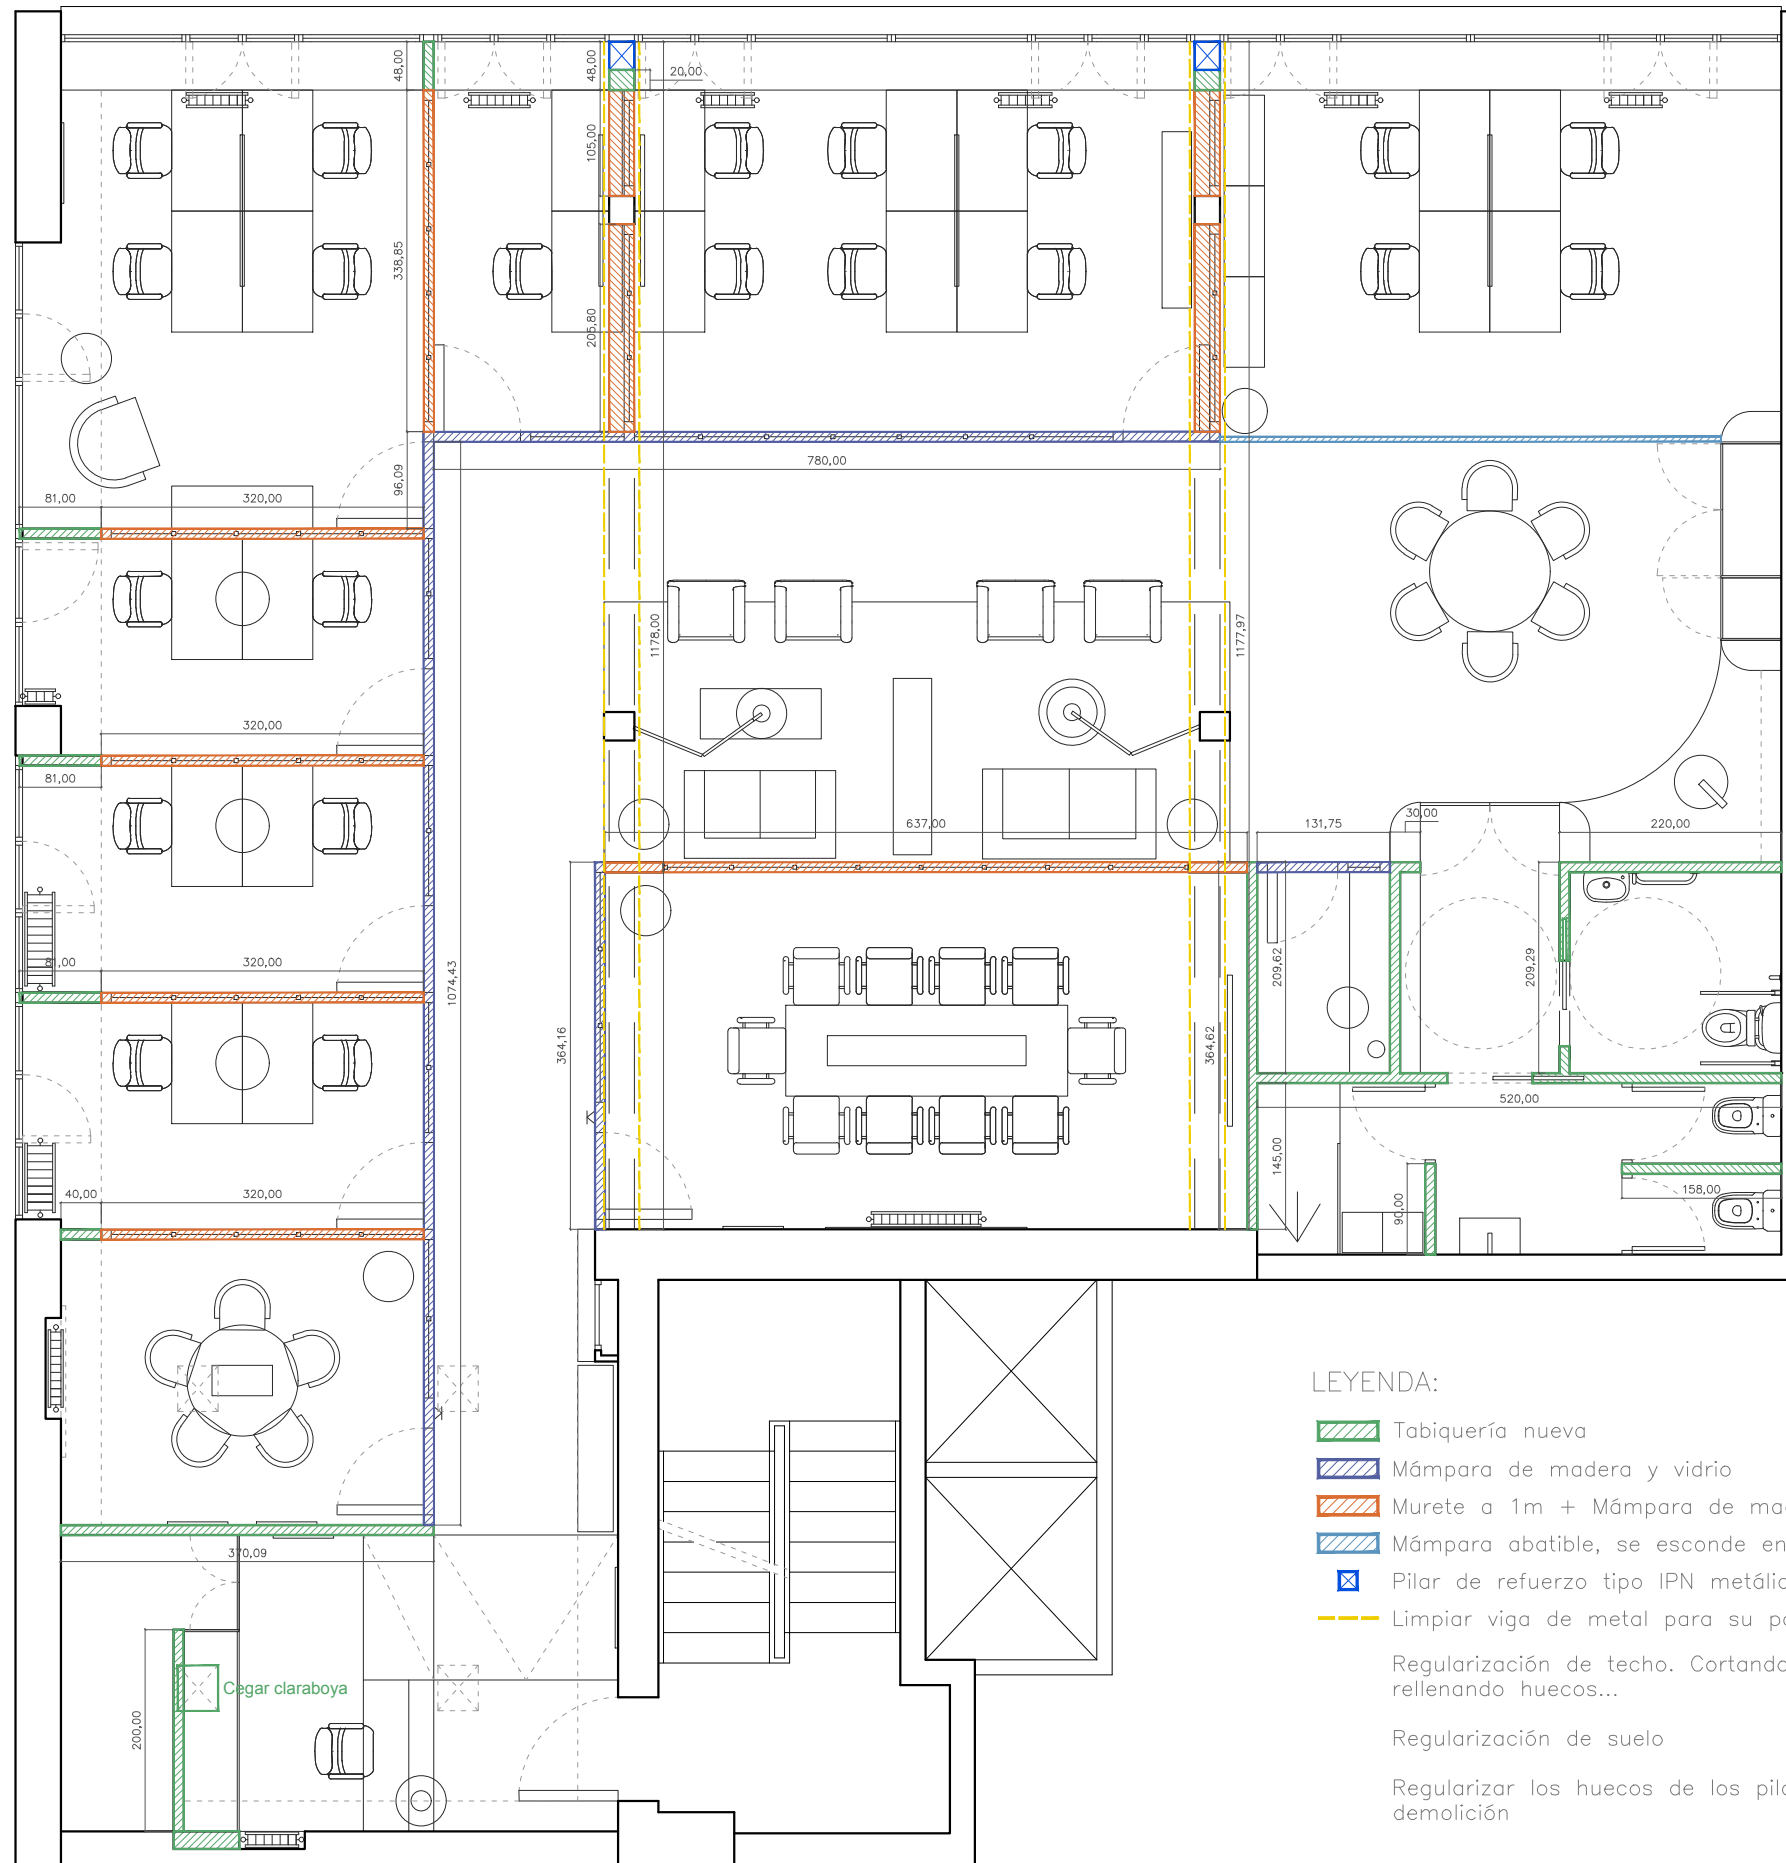 48,00
48,00
20,00
105,00
338,85
205,80
780,00
96,09
81,00
320,00
1178,00
1177,97
320,00
81,00
637,00
131,75
30,00
220,00
81,00
320,00
1074,43
209,62
209,29
364,16
364,62
520,00
145,00
40,00
320,00
90,00
158,00
LEYENDA:
Tabiquería nueva
Mámpara de madera y vidrio
Murete a 1m + Mámpara de
Mámpara abatible, se esconde en
Pilar de refuerzo tipo IPN
Limpiar viga de metal para su
370,09
Regularización de techo. Cortando
rellenando huecos...
Cegar claraboya
200,00
Regularización de suelo
Regularizar los huecos de los
demolición